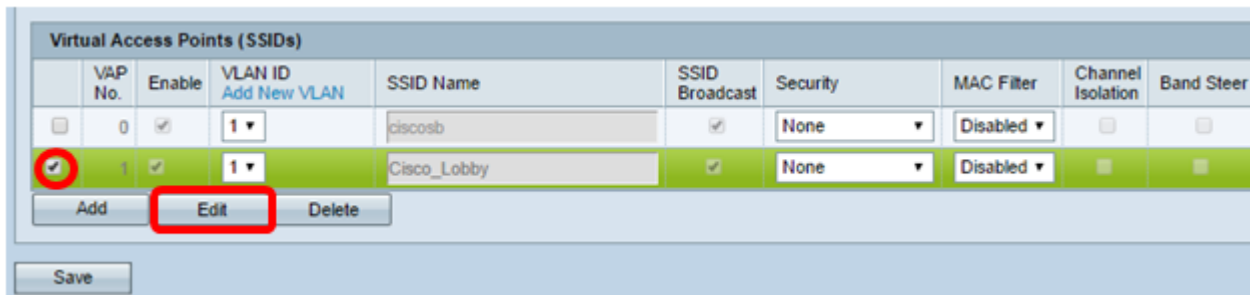 Virtual Access Points (SSIDs)
VAP No. Enable VLAN ID Add New VLAN SSID Name SSID Broadcast Security MAC Filter Channel Isolation Band Steer
0 1 ciscosb None Disabled
1 1 Cisco_Lobby None Disabled
Add Edit Delete
Save